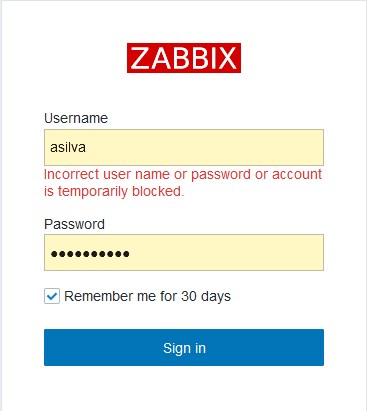 ZABBIX
Username
asilva
Incorrect user name or password or account
is temporarily blocked.
Password
●●●●●●●●●●
Remember me for 30 days
Sign in